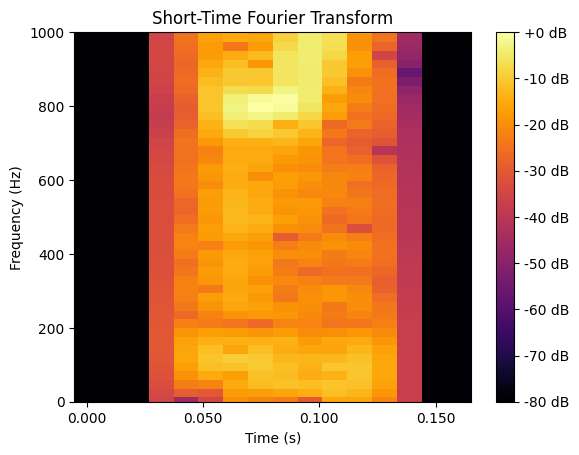 Short-Time Fourier Transform
Frequency (Hz)
1000
800
600
400
200
0
0.000
0.050
0.100
0.150
Time (s)
+0 dB
-10 dB
-20 dB
-30 dB
-40 dB
-50 dB
-60 dB
-70 dB
-80 dB